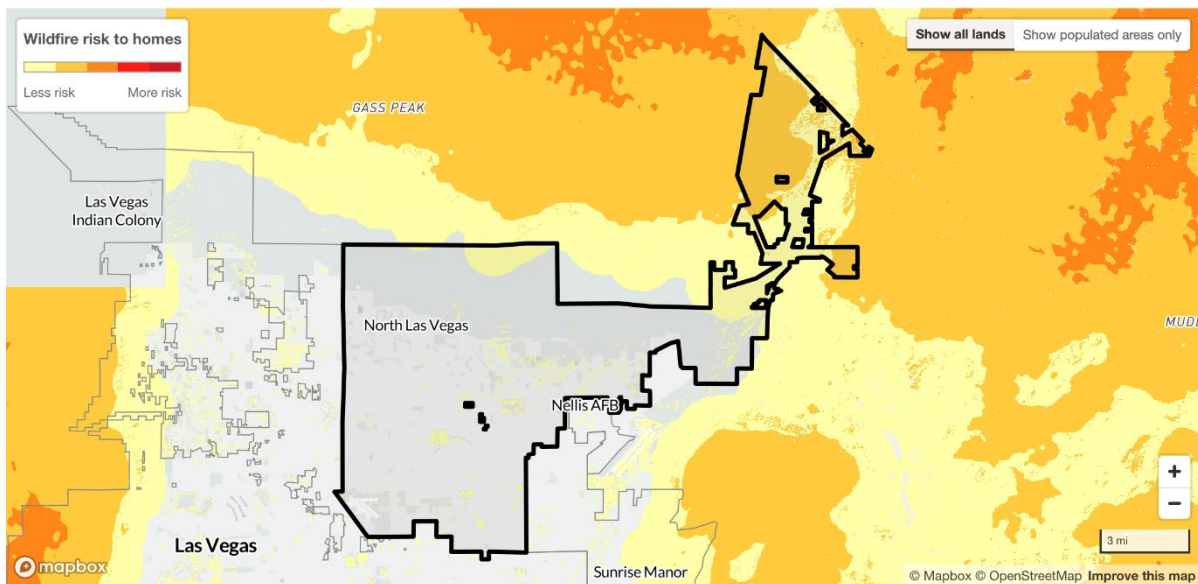 Wildfire risk to homes
Less risk
More risk
Show all lands
Show populated areas only
GASS PEAK
Las Vegas
Indian Colony
North Las Vegas
MUDD
Nellis AFB
Las Vegas
Sunrise Manor
+
−
3 mi
mapbox
© Mapbox © OpenStreetMap Improve this map